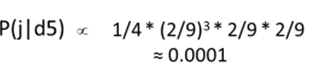 P(j|d5) ∝ 1/4 * (2/9)³ * 2/9 * 2/9
≈ 0.0001